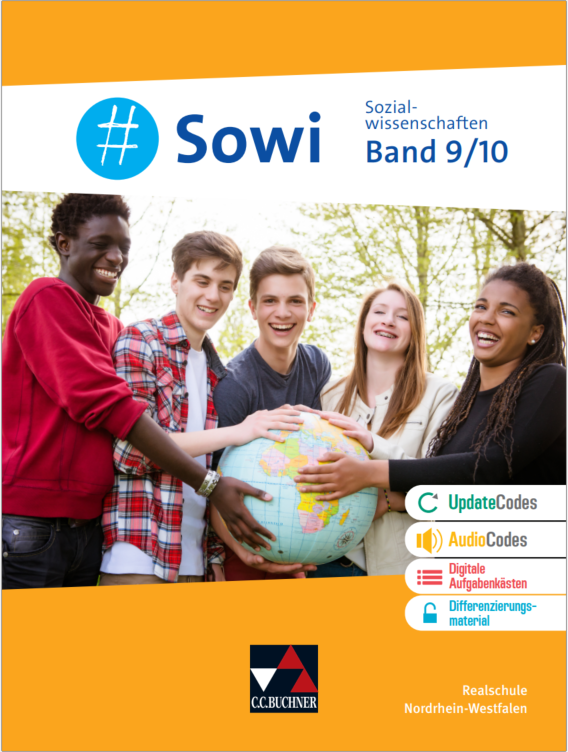 # Sowi
Sozial-
wissenschaften
Band 9/10
UpdateCodes
AudioCodes
Digitale
Aufgabenkästen
Differenzierungs-
material
C.C.BUCHNER
Realschule
Nordrhein-Westfalen